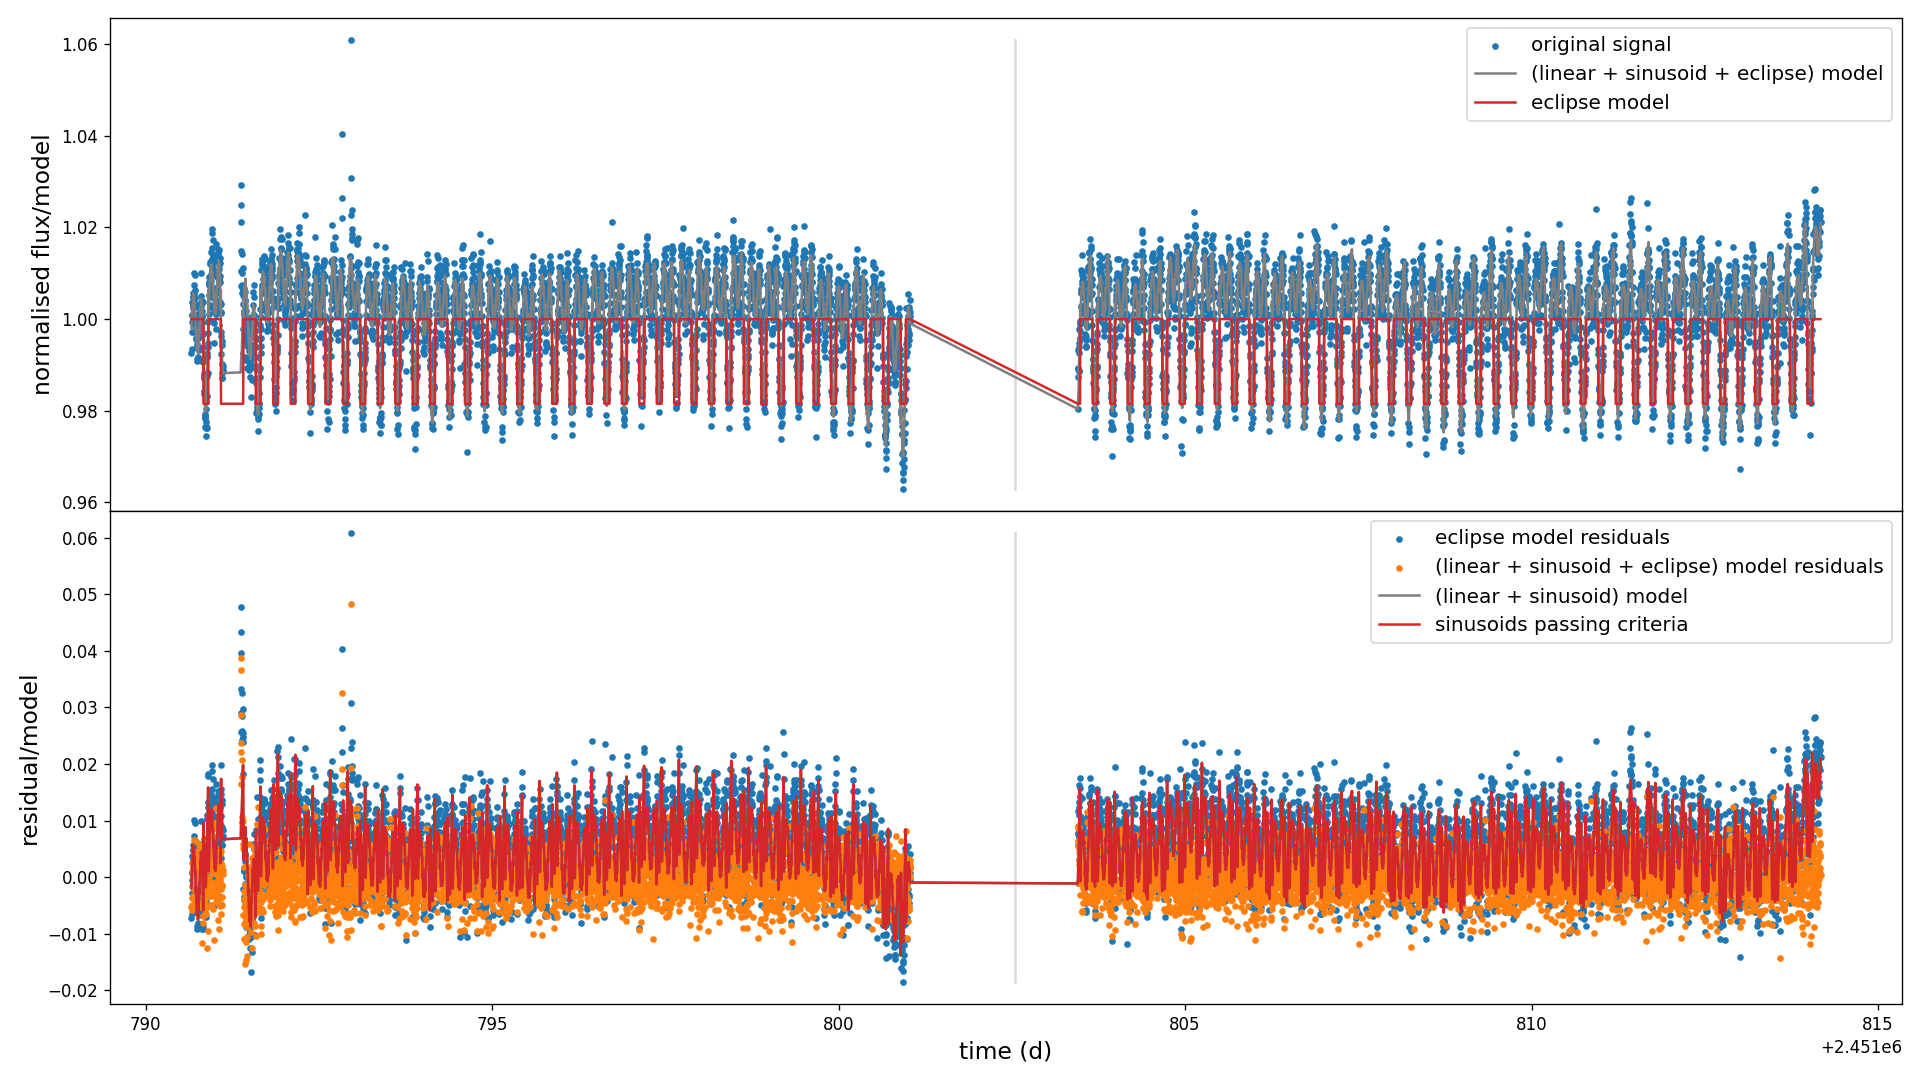 normalised flux/model
1.06
1.04
1.02
1.00
0.98
0.96
original signal
(linear + sinusoid + eclipse) model
eclipse model
residual/model
0.06
0.05
0.04
0.03
0.02
0.01
0.00
−0.01
−0.02
eclipse model residuals
(linear + sinusoid + eclipse) model residuals
(linear + sinusoid) model
sinusoids passing criteria
790
795
800
805
810
815
time (d)
+2.451e6